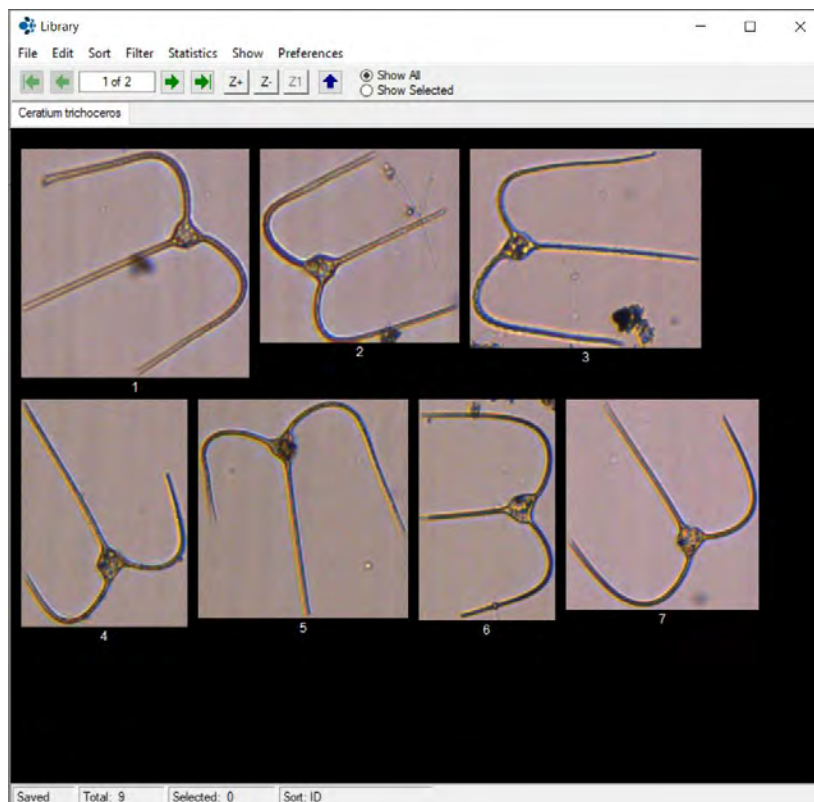 Library
File Edit Sort Filter Statistics Show Preferences
1 of 2 Z+ Z- Z1 Show All
Show Selected
Ceratium trichoceros
1
2
3
4
5
6
7
Saved Total: 9 Selected: 0 Sort: ID